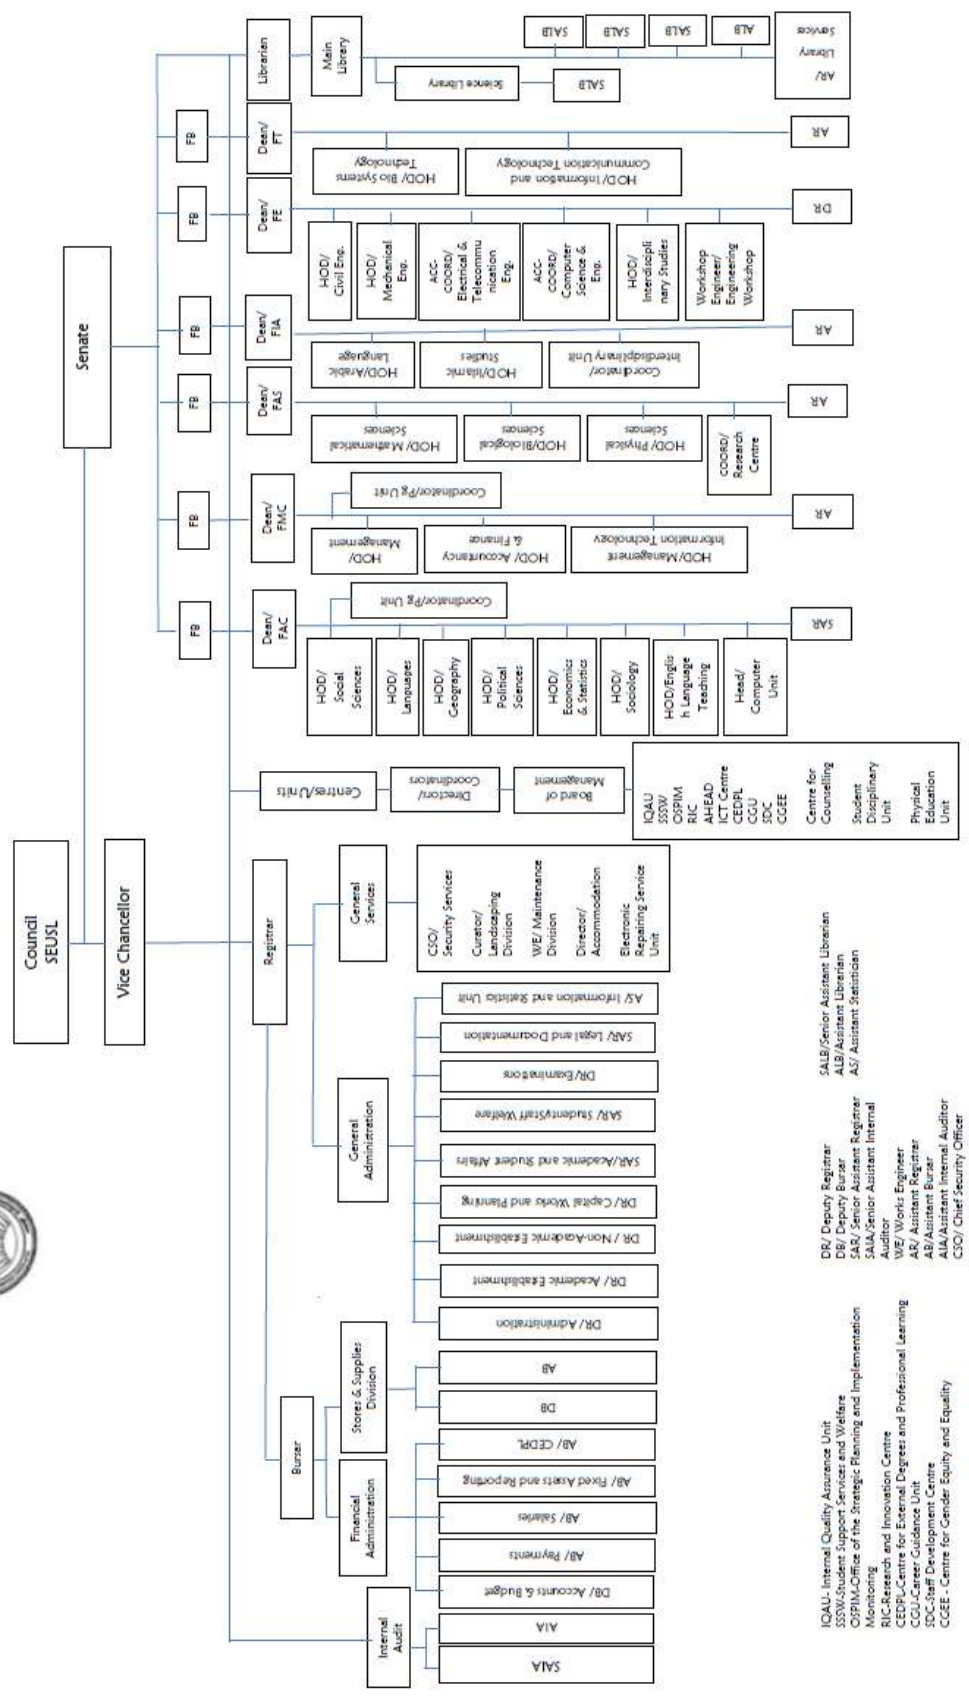 Council
SEUSL
Vice Chancellor
Senate
Internal
Audit
SAIA
AIA
Bursar
Financial
Administration
DB/ Accounts & Budget
AB/ Payments
AB/ Salaries
AB/ Fixed Assets and Reporting
AB/ CEDPL
Stores & Supplies
Division
DB
AB
Registrar
General
Administration
DR/ Administration
DR/ Academic Establishment
DR / Non-Academic Establishment
DR/ Capital Works and Planning
SAR/Academic and Student Affairs
SAR/ Student/Staff Welfare
DR/Examinations
SAR/ Legal and Documentation
AS/ Information and Statistics Unit
General
Services
CSO/
Security Services
Curator/
Landscaping
Division
WE/ Maintenance
Division
Director/
Accommodation
Electronic
Repairing Service
Unit
Centres/Units
Directors/
Coordinators
Board of
Management
IQAU
SSSW
OSPIM
RIC
AHEAD
ICT Centre
CEDPL
CGU
SDC
CGEE
Centre for
Counselling
Student
Disciplinary
Unit
Physical
Education
Unit
FB
Dean/
FAC
Coordinator/Pg Unit
HOD/
Social
Sciences
HOD/
Languages
HOD/
Geography
HOD/
Political
Sciences
HOD/
Economics
& Statistics
HOD/
Sociology
HOD/Englis
h Language
Teaching
Head/
Computer
Unit
SAR
FB
Dean/
FMC
Coordinator/Pg Unit
HOD/
Management
HOD/ Accountancy
& Finance
HOD/ Management
Information Technology
AR
FB
Dean/
FAS
HOD/ Mathematical
Sciences
HOD/Biological
Sciences
HOD/ Physical
Sciences
COORD/
Research
Centre
AR
FB
Dean/
FIA
HOD/Arabic
Language
HOD/Islamic
Studies
Coordinator/
Interdisciplinary Unit
AR
FB
Dean/
FE
HOD/
Civil Eng.
HOD/
Mechanical
Eng.
ACC-
COORD/
Electrical &
Telecommu
nication
Eng.
ACC-
COORD/
Computer
Science &
Eng.
HOD/
Interdiscipli
nary Studies
Workshop
Engineer/
Engineering
Workshop
DR
FB
Dean/
FT
HOD/ Bio Systems
Technology
HOD/ Information and
Communication Technology
AR
Librarian
Main
Library
Science Library
SALB
SALB
SALB
SALB
ALB
AR/
Library
Services
IQAU- Internal Quality Assurance Unit
SSSW-Student Support Services and Welfare
OSPIM-Office of the Strategic Planning and Implementation
Monitoring
RIC-Research and Innovation Centre
CEDPL-Centre for External Degrees and Professional Learning
CGU-Career Guidance Unit
SDC-Staff Development Centre
CGEE - Centre for Gender Equity and Equality
DR/ Deputy Registrar
DB/ Deputy Bursar
SAR/ Senior Assistant Registrar
SAIA/Senior Assistant Internal
Auditor
WE/ Works Engineer
AR/ Assistant Registrar
AB/Assistant Bursar
AIA/Assistant Internal Auditor
CSO/ Chief Security Officer
SALB/Senior Assistant Librarian
ALB/Assistant Librarian
AS/ Assistant Statistician